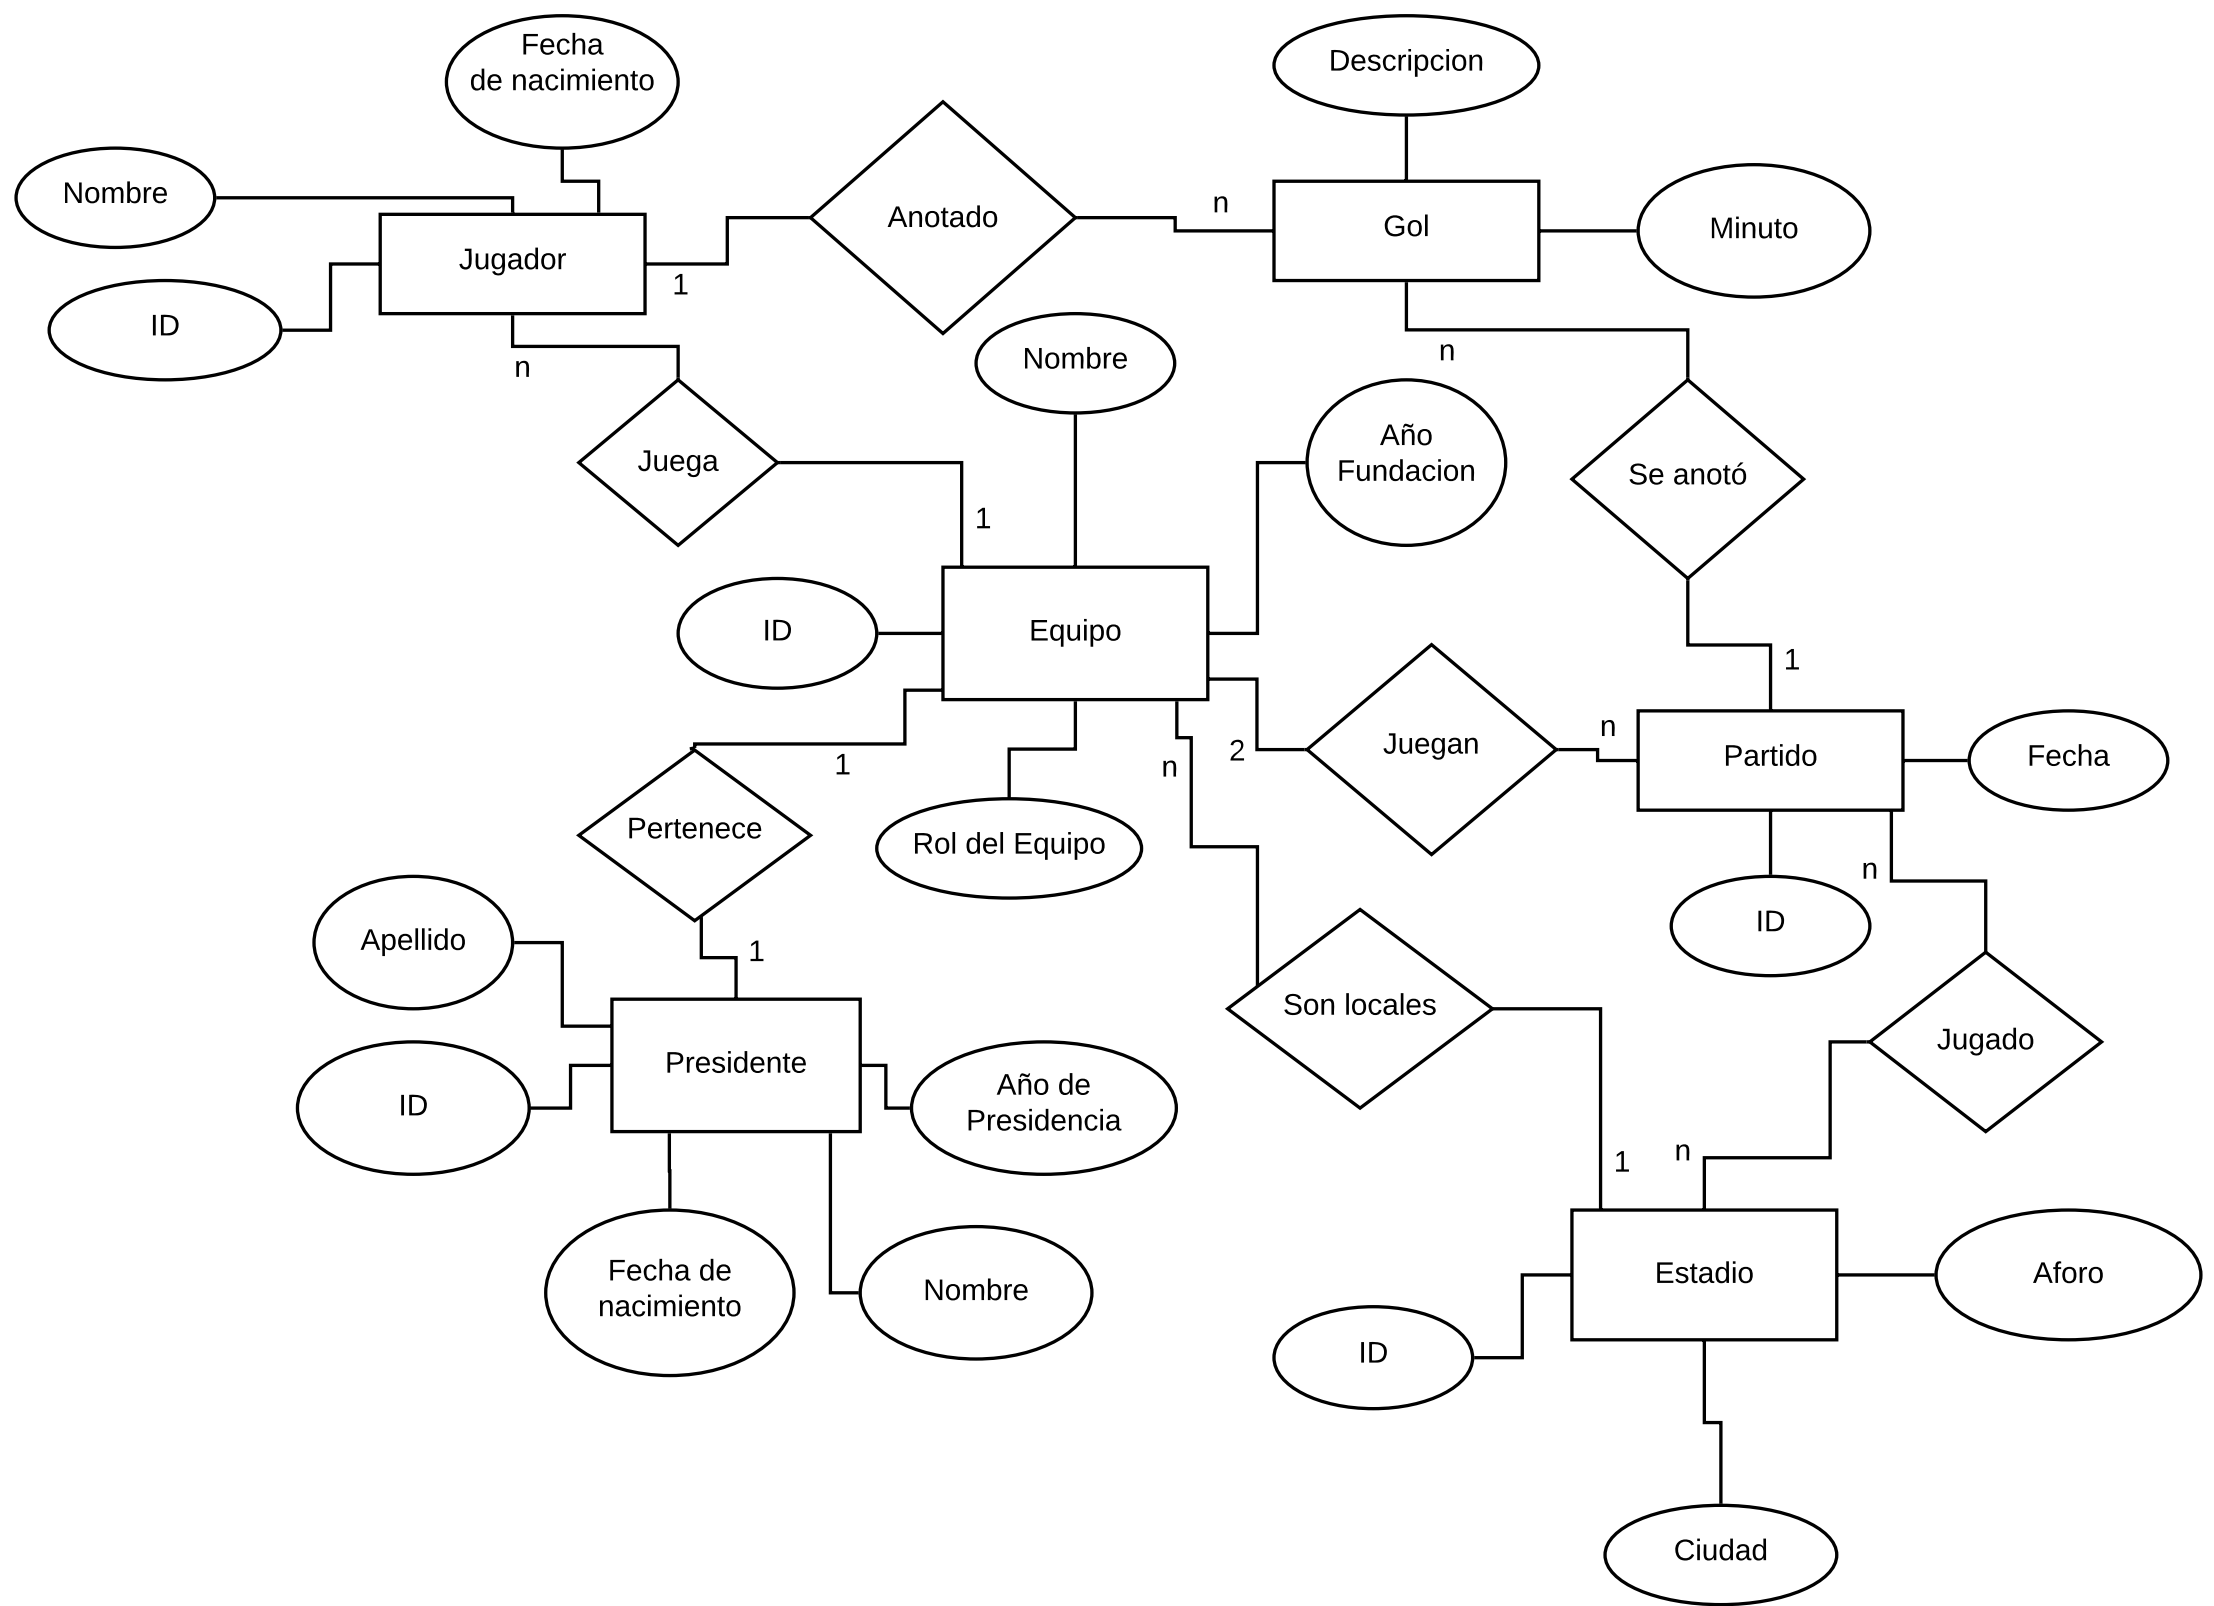 Fecha
de nacimiento
Descripcion
Nombre
Anotado
n
Gol
Minuto
Jugador
1
ID
n
Nombre
n
Año
Fundacion
Juega
Se anotó
1
ID
Equipo
1
Juegan
n
Partido
Fecha
1
2
n
Pertenece
Rol del Equipo
n
ID
Apellido
1
Son locales
Jugado
Presidente
ID
Año de
Presidencia
1
n
Fecha de
nacimiento
Nombre
Estadio
Aforo
ID
Ciudad